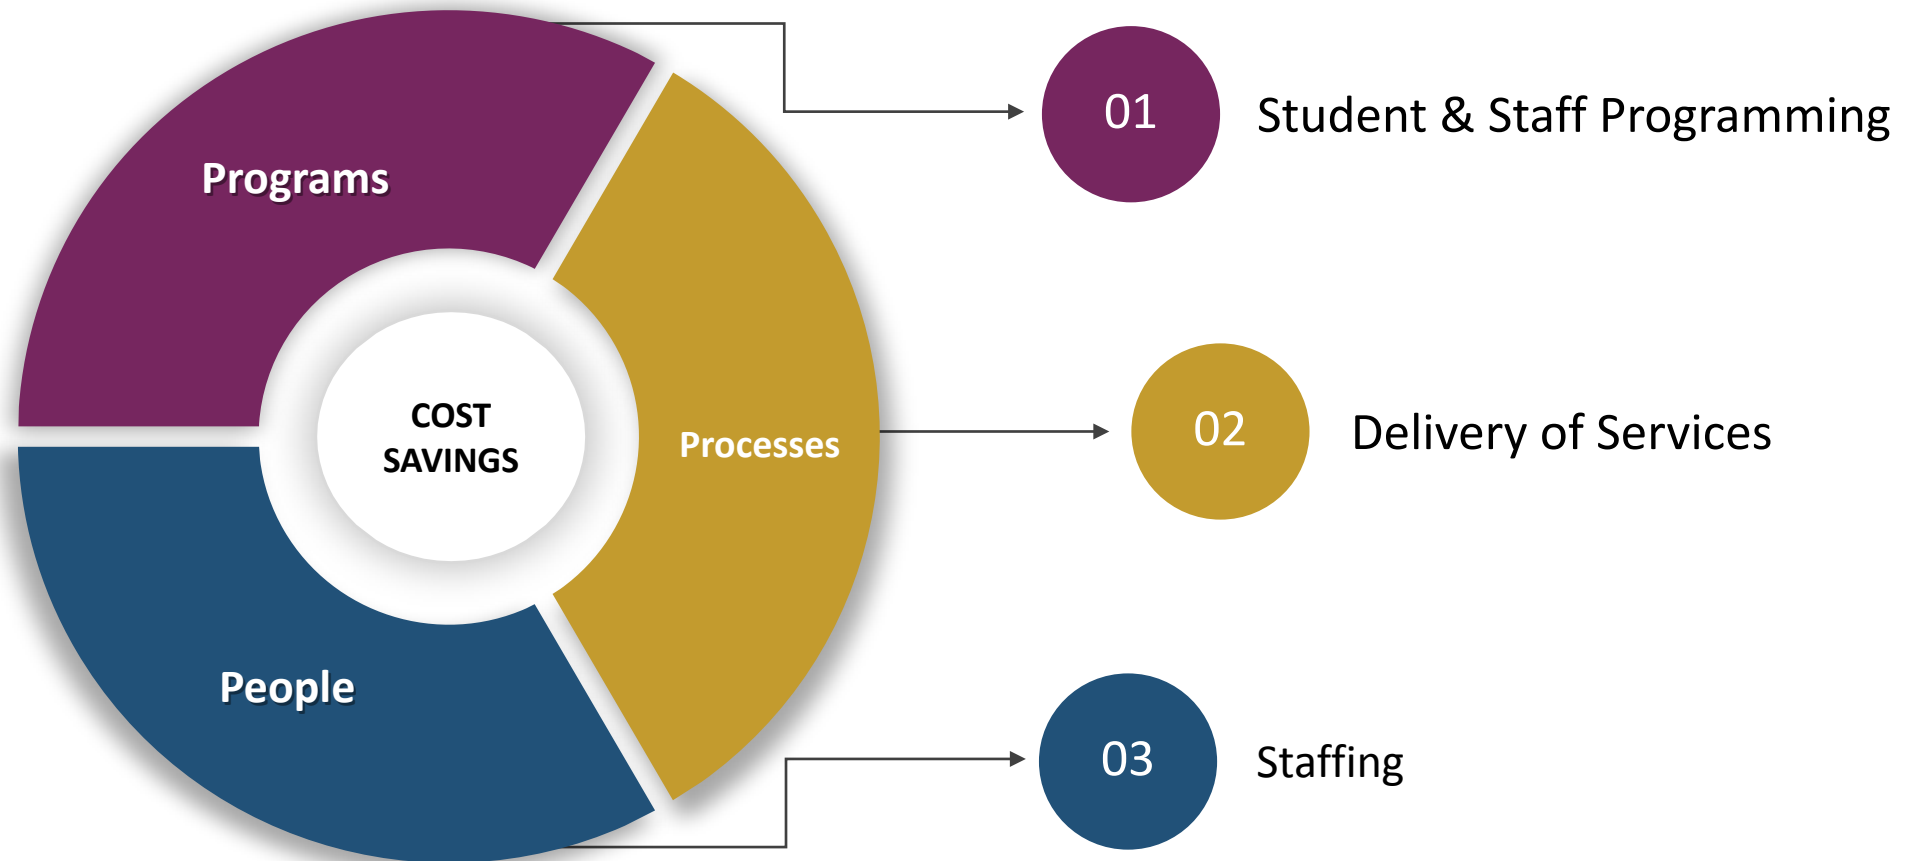 Programs
COST
SAVINGS
Processes
People
01
Student & Staff Programming
02
Delivery of Services
03
Staffing